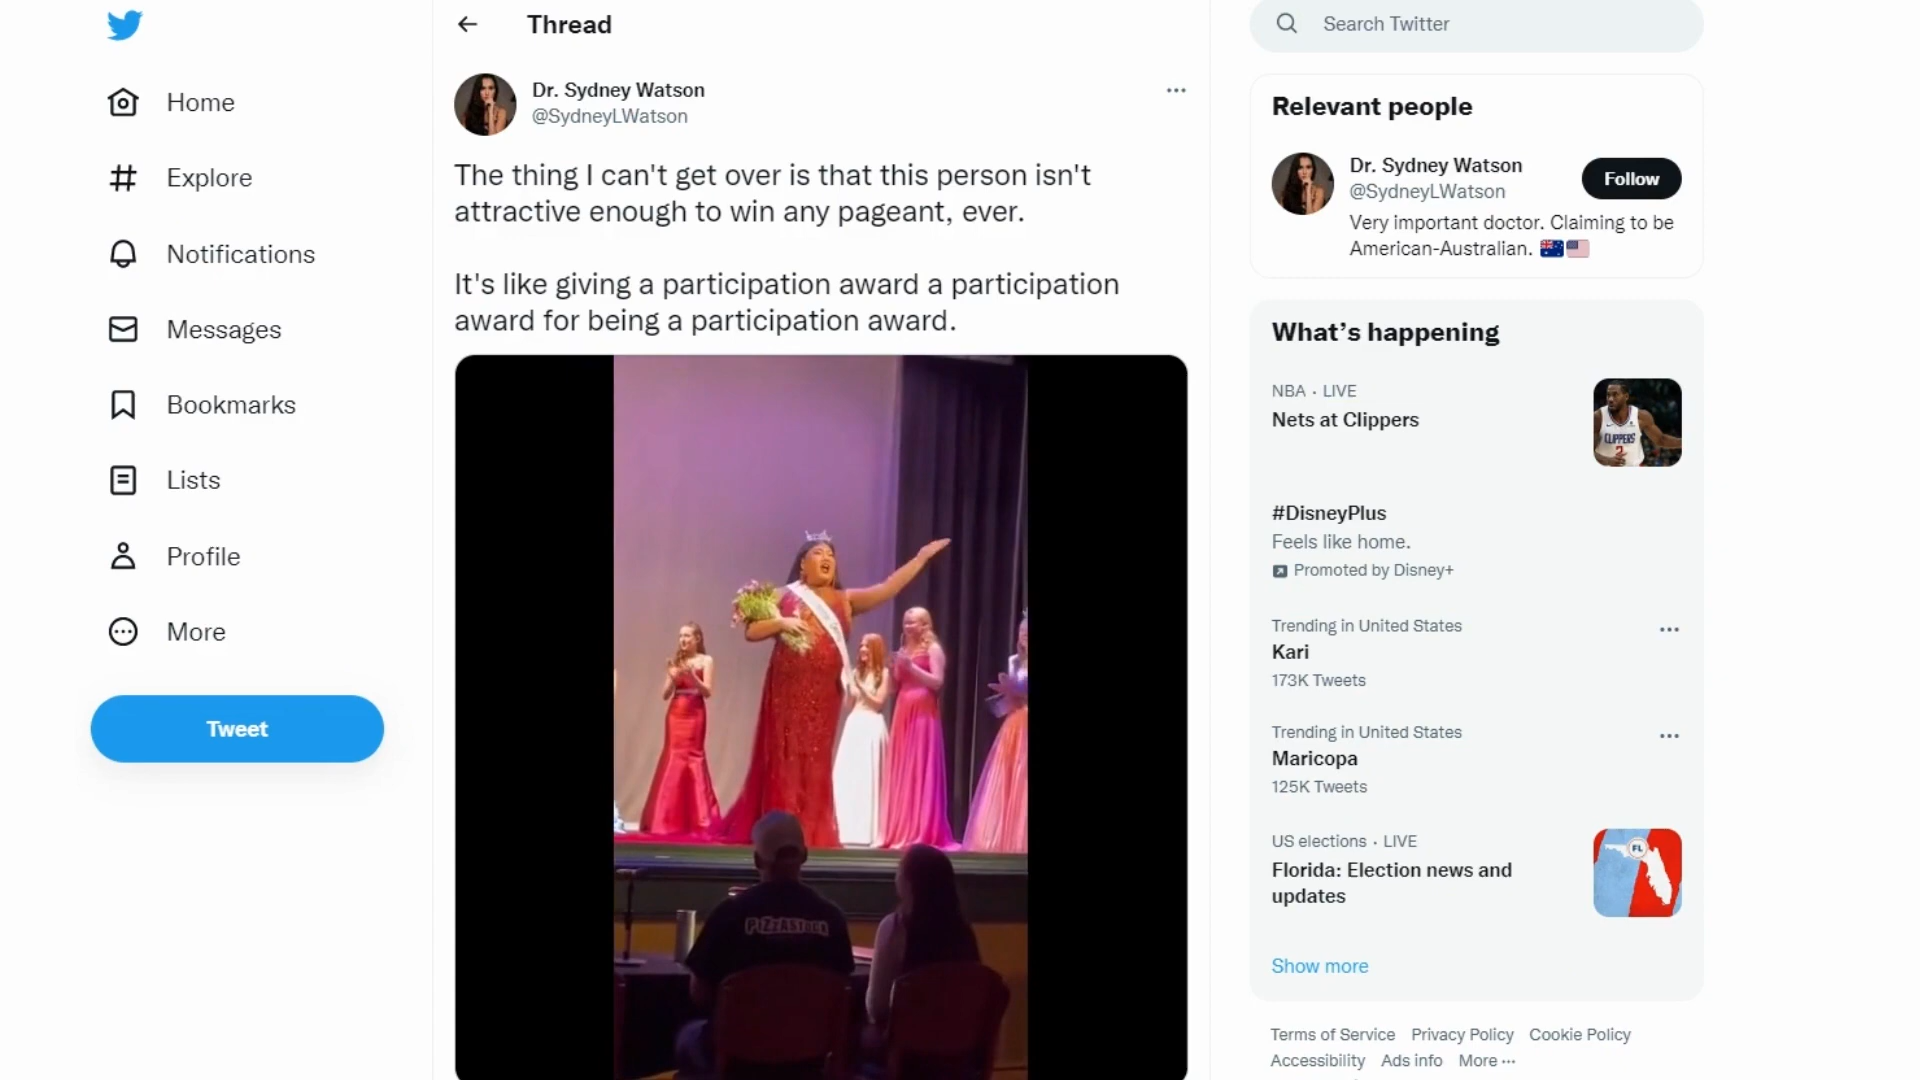 Thread
Search Twitter
Home
Explore
Notifications
Messages
Bookmarks
Lists
Profile
More
Tweet
Dr. Sydney Watson
@SydneyLWatson
The thing I can't get over is that this person isn't
attractive enough to win any pageant, ever.
It's like giving a participation award a participation
award for being a participation award.
PIZZASTOCK
Relevant people
Dr. Sydney Watson
@SydneyLWatson
Follow
Very important doctor. Claiming to be
American-Australian.
What's happening
NBA · LIVE
Nets at Clippers
CLIPPERS
2
#DisneyPlus
Feels like home.
Promoted by Disney+
Trending in United States
Kari
173K Tweets
Trending in United States
Maricopa
125K Tweets
US elections · LIVE
Florida: Election news and
updates
FL
Show more
Terms of Service Privacy Policy Cookie Policy
Accessibility Ads info More ···